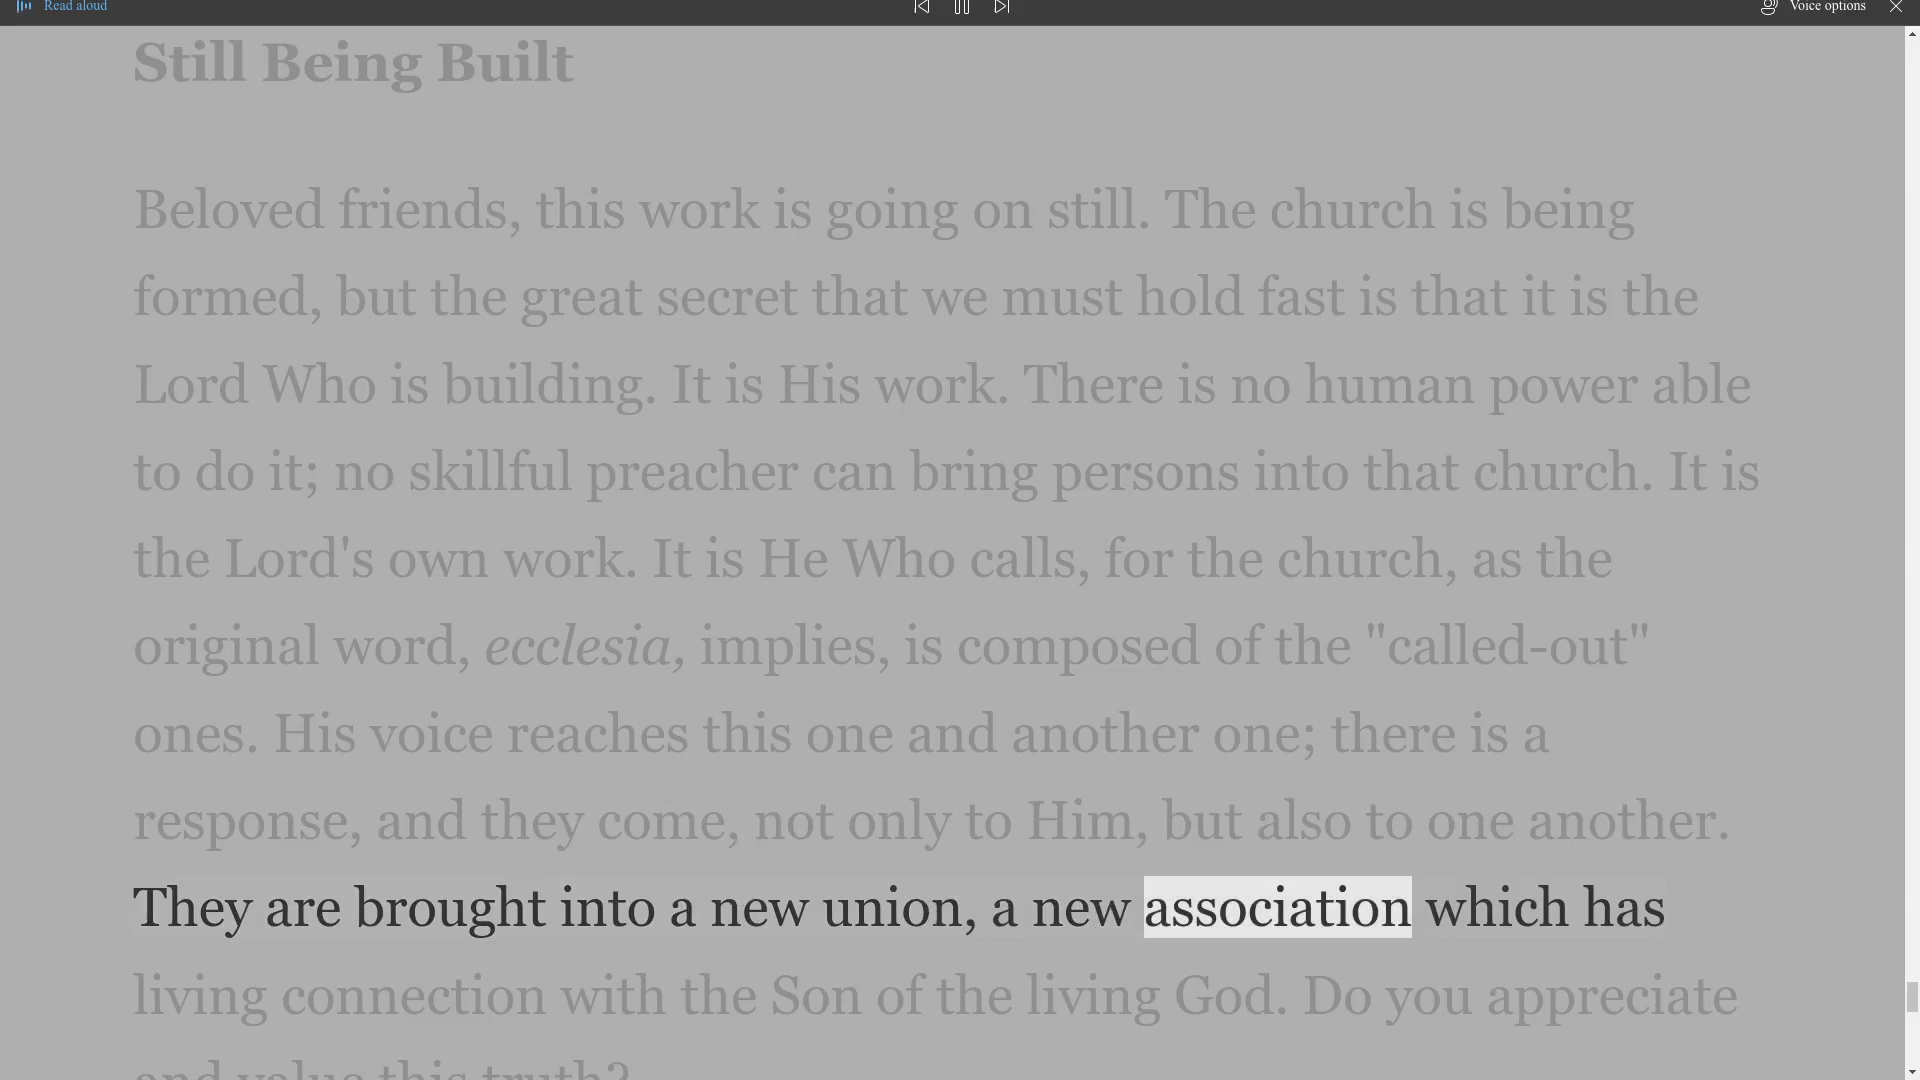 Read aloud
Voice options
Still Being Built
Beloved friends, this work is going on still. The church is being
formed, but the great secret that we must hold fast is that it is the
Lord Who is building. It is His work. There is no human power able
to do it; no skillful preacher can bring persons into that church. It is
the Lord's own work. It is He Who calls, for the church, as the
original word, ecclesia, implies, is composed of the "called-out"
ones. His voice reaches this one and another one; there is a
response, and they come, not only to Him, but also to one another.
They are brought into a new union, a new association which has
living connection with the Son of the living God. Do you appreciate
and value this truth?